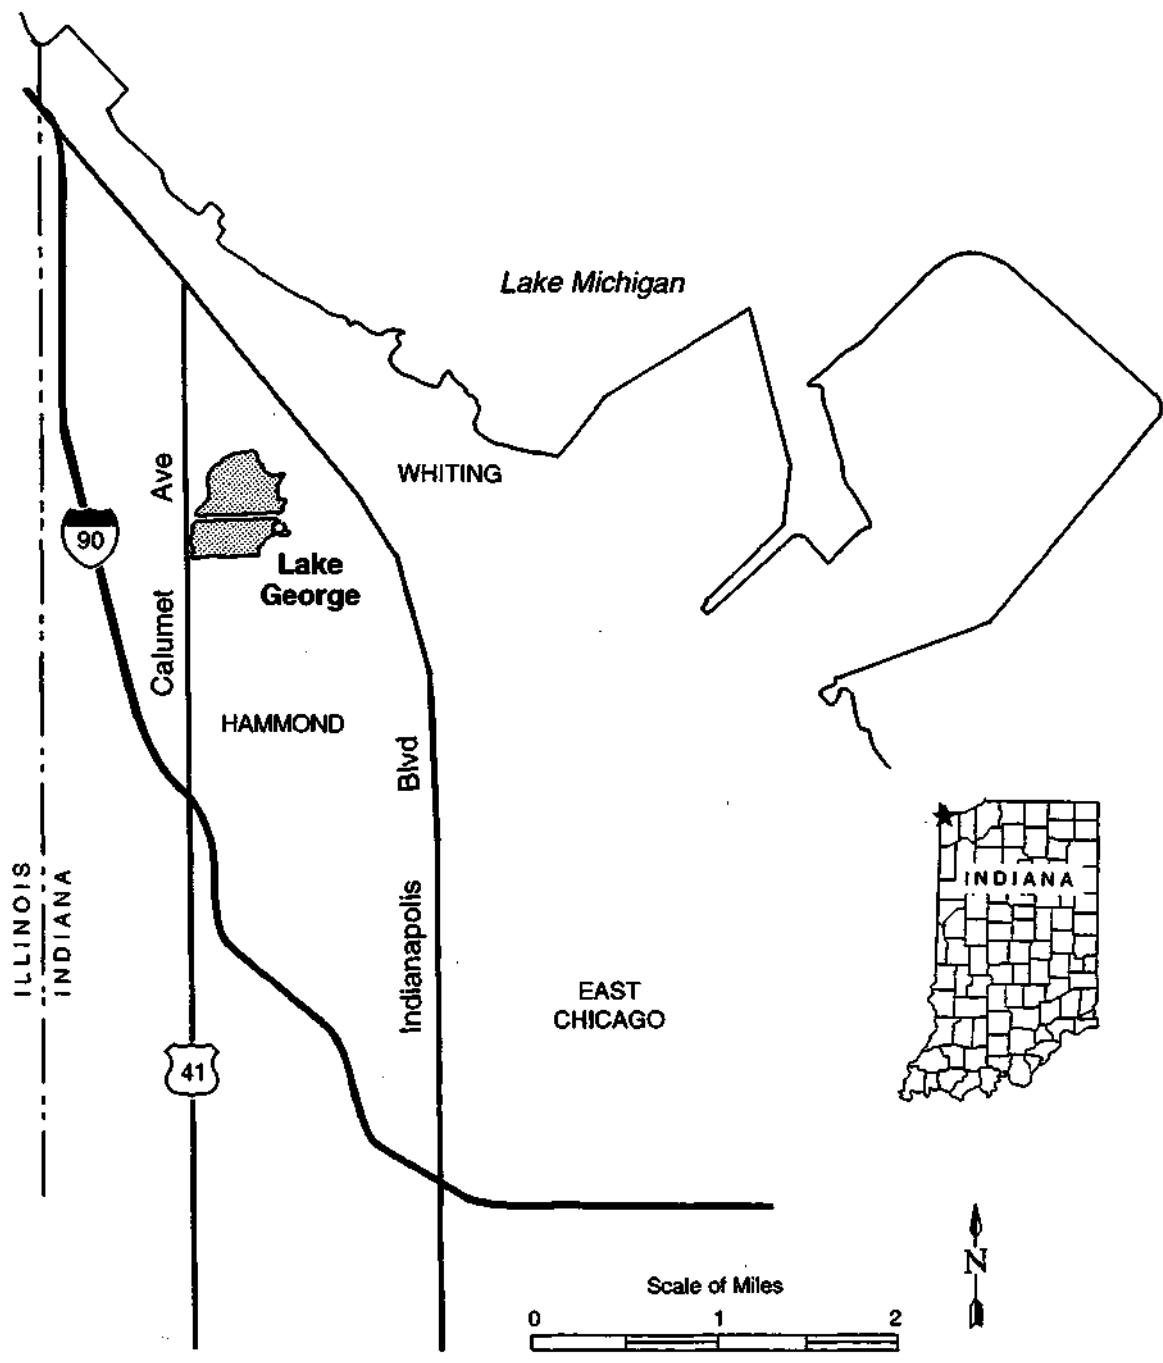 Lake Michigan
WHITING
Calumet Ave
90
Lake
George
HAMMOND
Indianapolis Blvd
ILLINOIS
INDIANA
INDIANA
EAST
CHICAGO
41
N
Scale of Miles
0 1 2